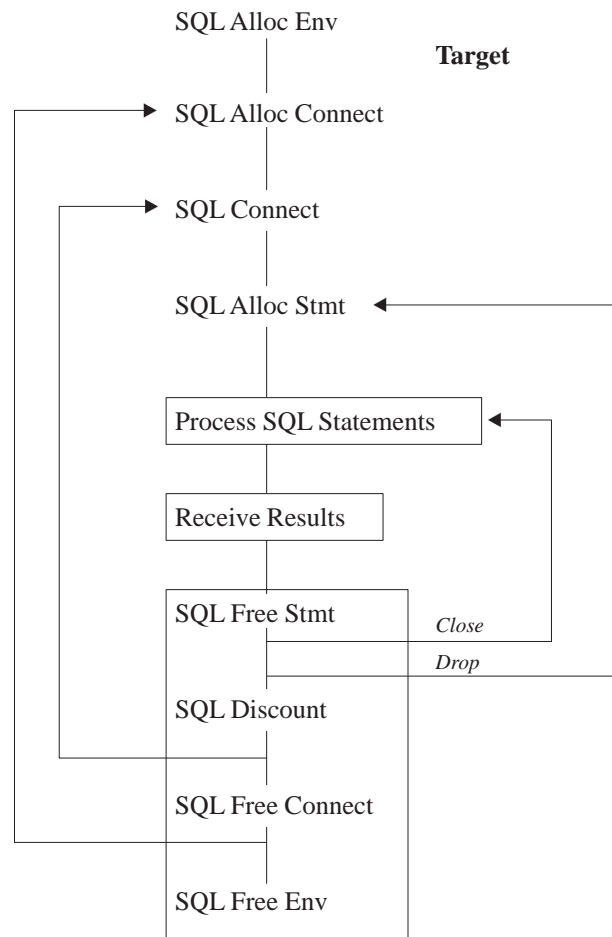 SQL Alloc Env
Target
SQL Alloc Connect
SQL Connect
SQL Alloc Stmt
Process SQL Statements
Receive Results
SQL Free Stmt
Close
Drop
SQL Discount
SQL Free Connect
SQL Free Env